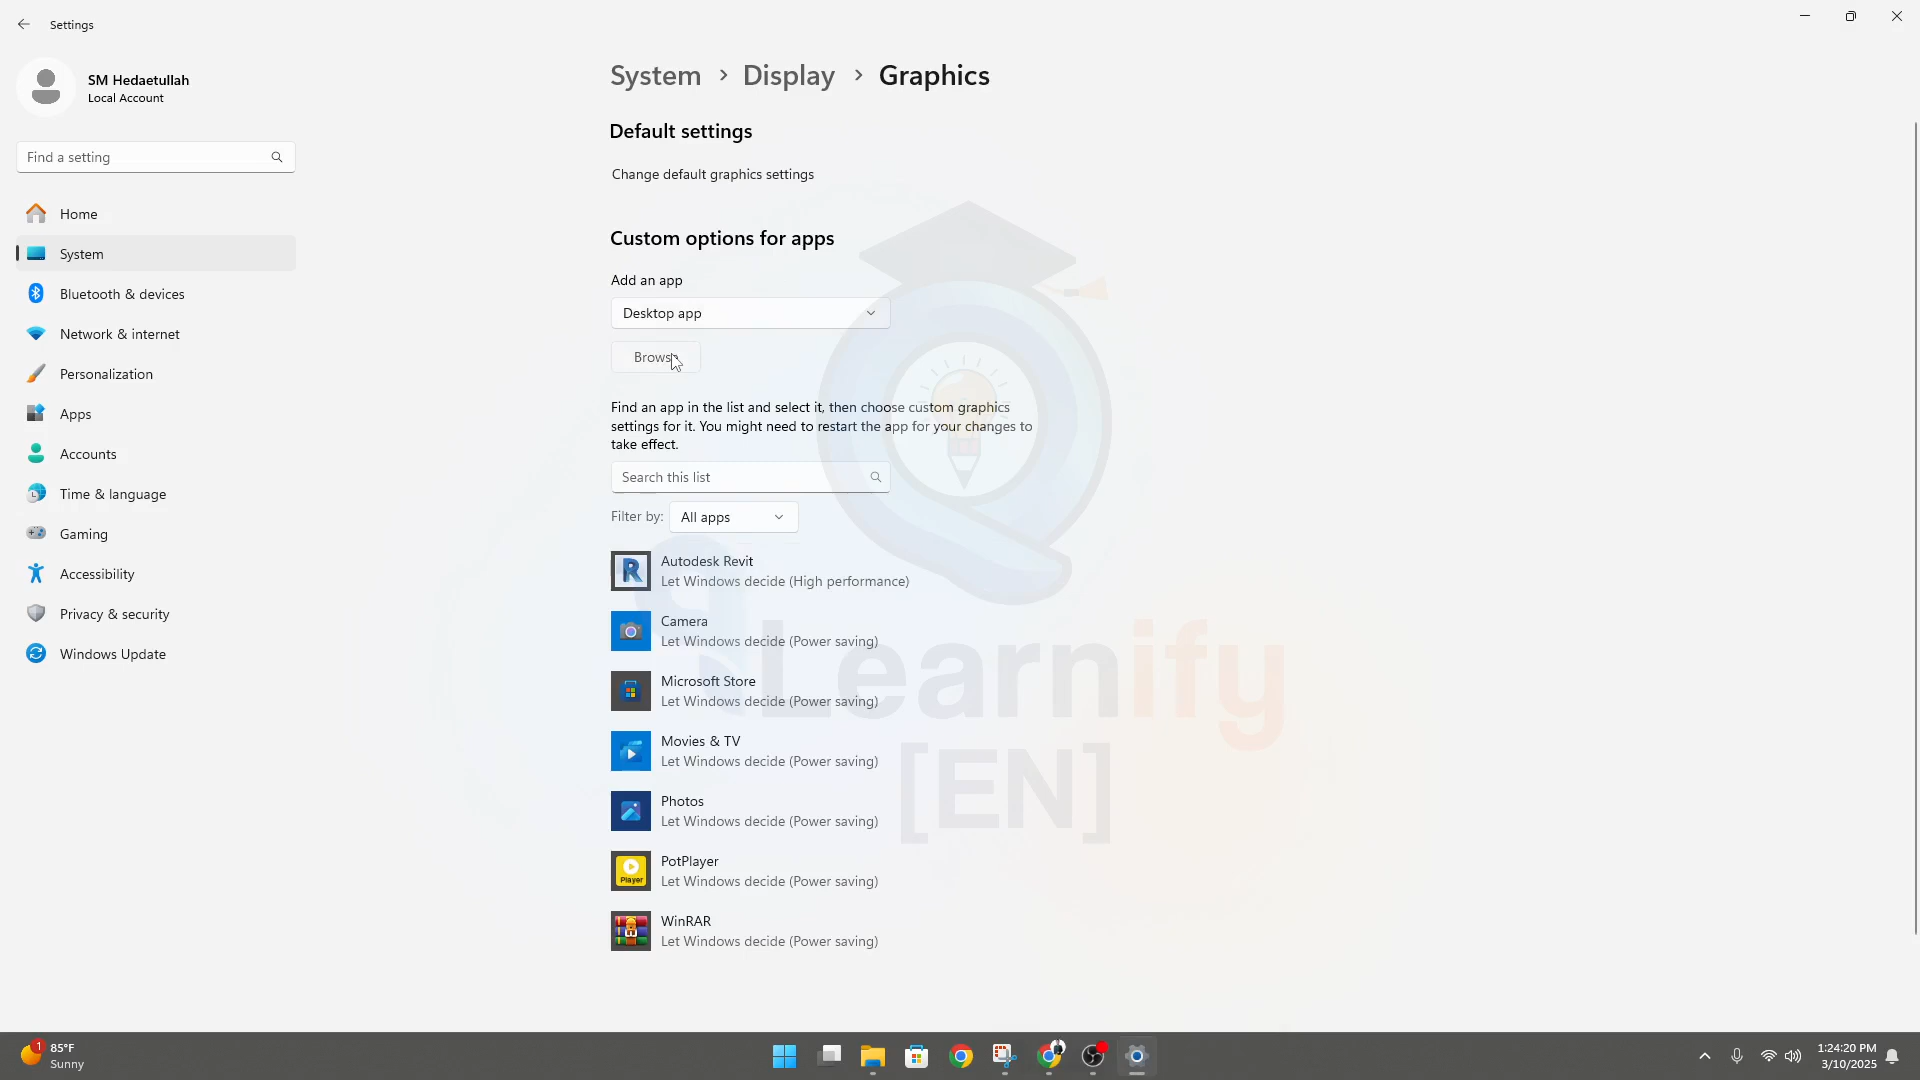 Settings
SM Hedaetullah
Local Account
Find a setting
Home
System
Bluetooth & devices
Network & internet
Personalization
Apps
Accounts
Time & language
Gaming
Accessibility
Privacy & security
Windows Update
System > Display > Graphics
Default settings
Change default graphics settings
Custom options for apps
Add an app
Desktop app
Browse
Find an app in the list and select it, then choose custom graphics
settings for it. You might need to restart the app for your changes to
take effect.
Search this list
Filter by: All apps
Autodesk Revit
Let Windows decide (High performance)
Camera
Let Windows decide (Power saving)
Microsoft Store
Let Windows decide (Power saving)
Movies & TV
Let Windows decide (Power saving)
Photos
Let Windows decide (Power saving)
Player
PotPlayer
Let Windows decide (Power saving)
WinRAR
Let Windows decide (Power saving)
Learnify
[EN]
1
85°F
Sunny
1:24:20 PM
3/10/2025